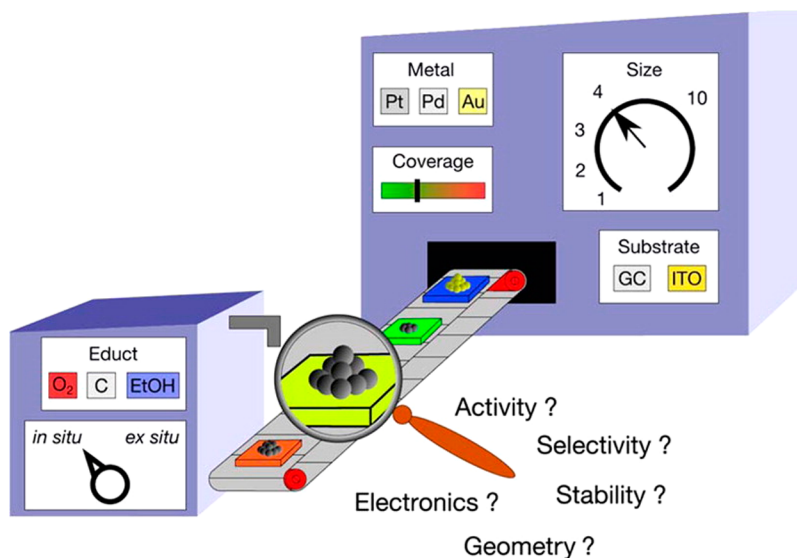 Metal
Pt Pd Au
Size
1 2 3 4 10
Coverage
Substrate
GC ITO
Educt
O₂ C EtOH
in situ ex situ
Activity ?
Selectivity ?
Stability ?
Electronics ?
Geometry ?